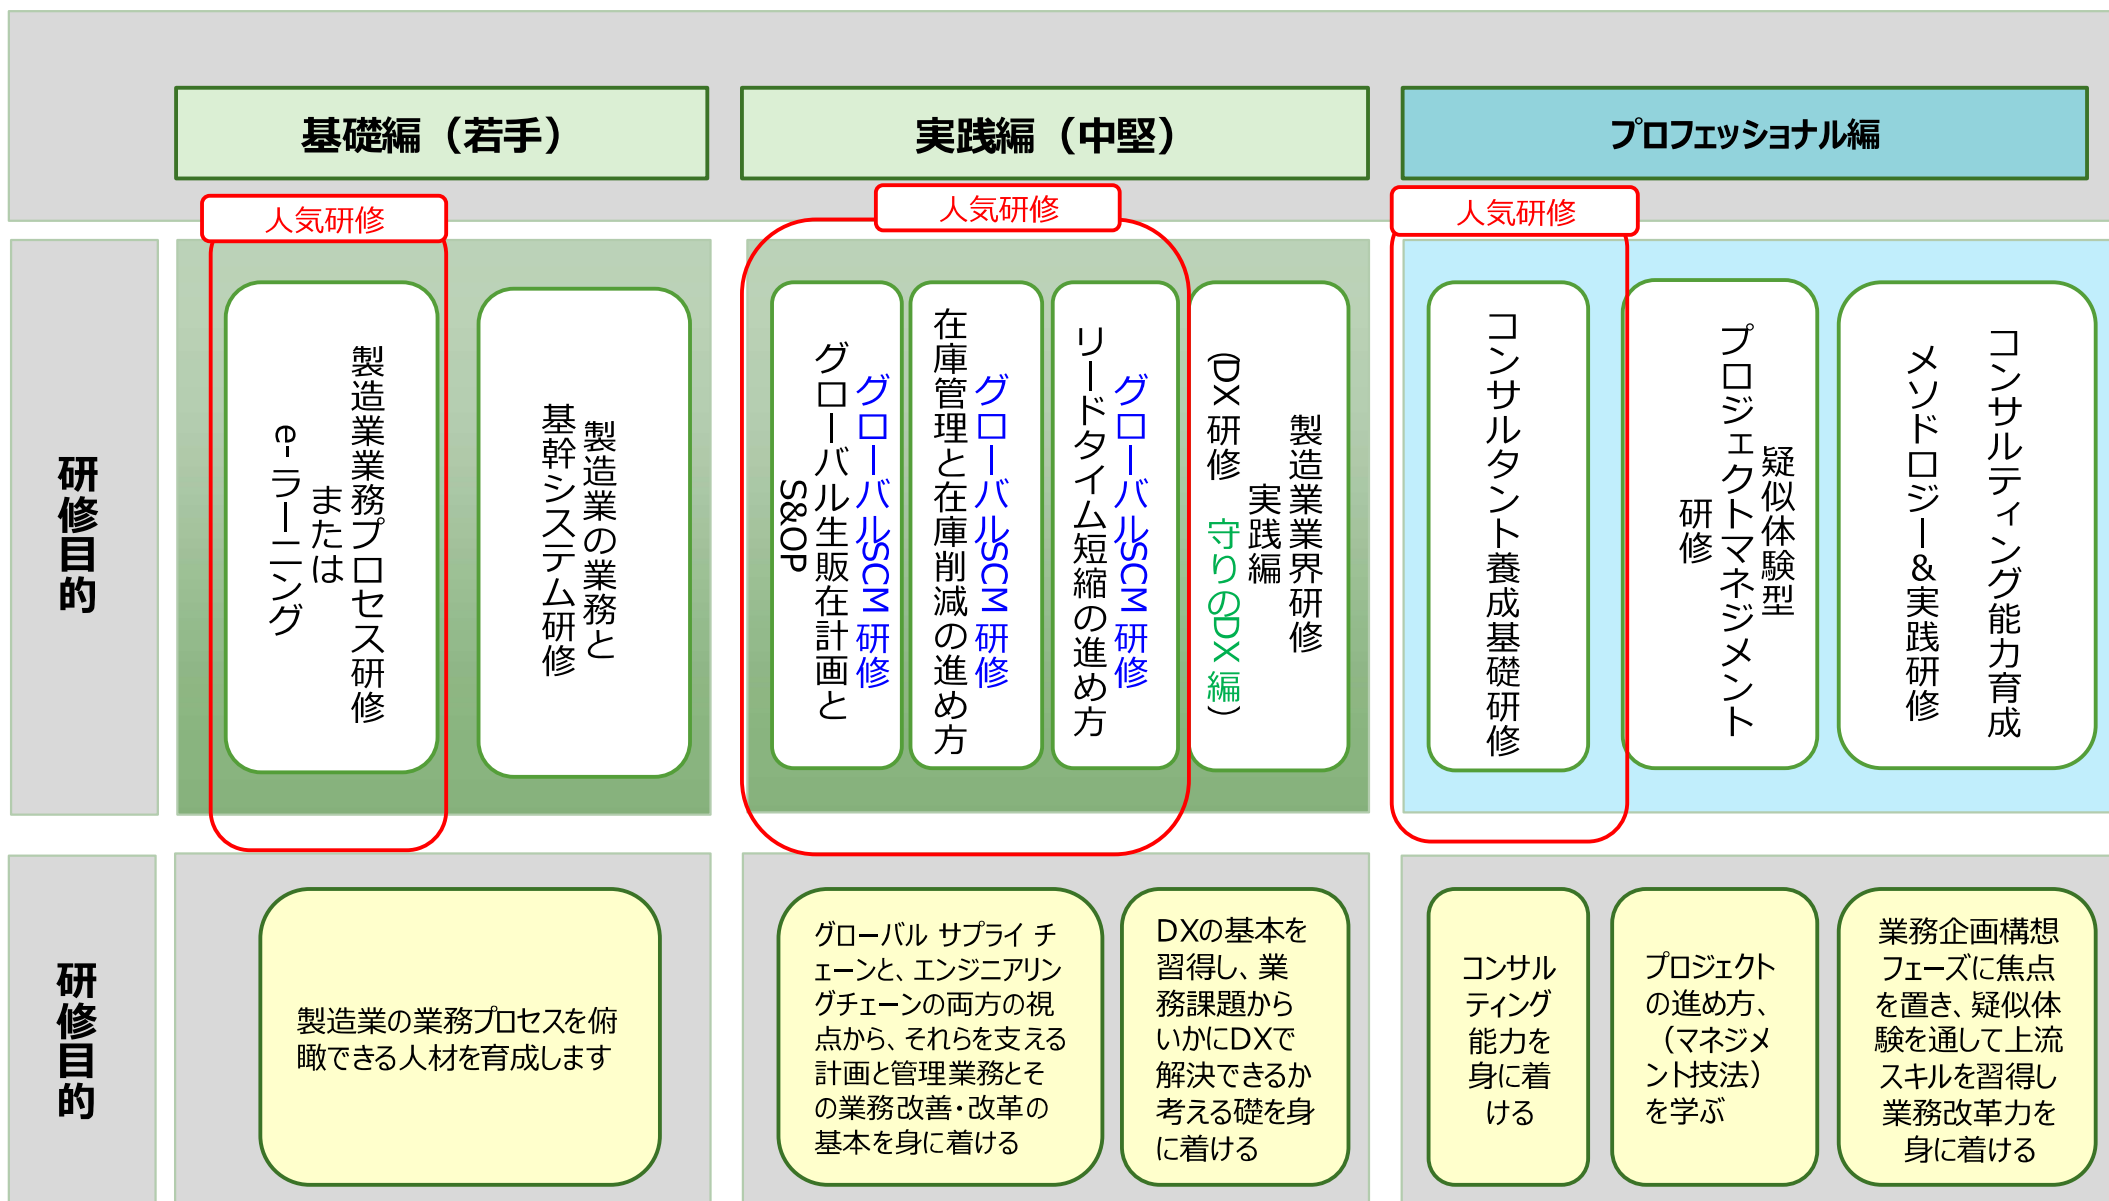 基礎編（若手）
実践編（中堅）
プロフェッショナル編
人気研修
人気研修
人気研修
研修目的
製造業業務プロセス研修
または
e-ラーニング
製造業の業務と
基幹システム研修
グローバルSCM 研修
グローバル生販在計画と
S&OP
グローバルSCM 研修
在庫管理と在庫削減の進め方
グローバルSCM 研修
リードタイム短縮の進め方
製造業業界研修
実践編
(DX 研修　守りのDX 編)
コンサルタント養成基礎研修
疑似体験型
プロジェクトマネジメント
研修
コンサルティング能力育成
メソドロジー&実践研修
研修目的
製造業の業務プロセスを俯
瞰できる人材を育成します
グローバル サプライ チ
ェーンと、エンジニアリン
グチェーンの両方の視
点から、それらを支える
計画と管理業務とそ
の業務改善・改革の
基本を身に着ける
DXの基本を
習得し、業
務課題から
いかにDXで
解決できるか
考える礎を身
に着ける
コンサル
ティング
能力を
身に着
ける
プロジェクト
の進め方、
（マネジメ
ント技法）
を学ぶ
業務企画構想
フェーズに焦点
を置き、疑似体
験を通して上流
スキルを習得し
業務改革力を
身に着ける